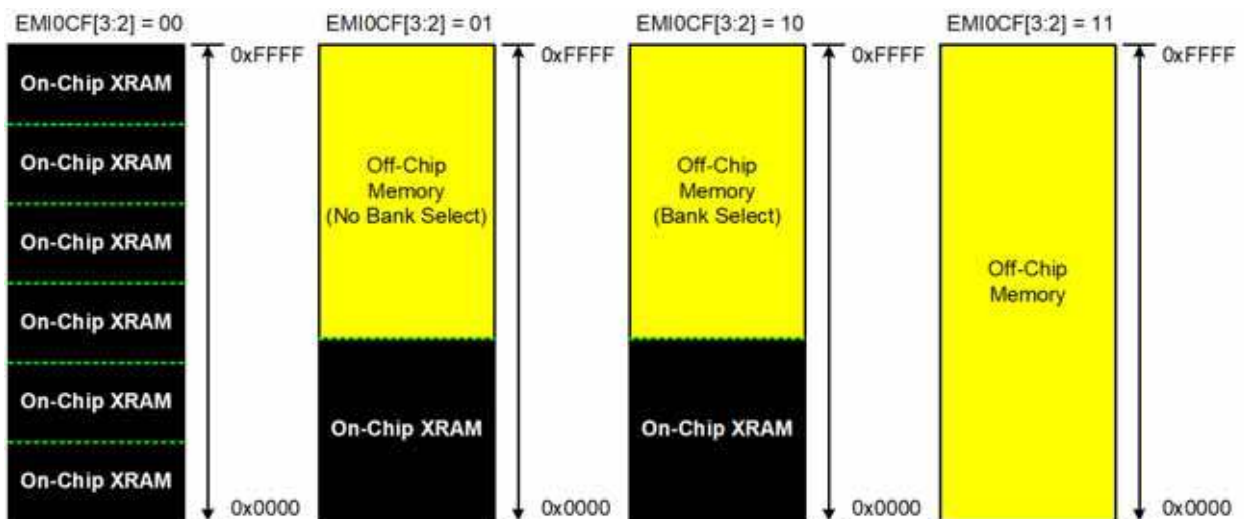 EMI0CF[3:2] = 00
EMI0CF[3:2] = 01
EMI0CF[3:2] = 10
EMI0CF[3:2] = 11
0xFFFF
0xFFFF
0xFFFF
0xFFFF
On-Chip XRAM
On-Chip XRAM
On-Chip XRAM
On-Chip XRAM
On-Chip XRAM
On-Chip XRAM
Off-Chip
Memory
(No Bank Select)
On-Chip XRAM
Off-Chip
Memory
(Bank Select)
On-Chip XRAM
Off-Chip
Memory
0x0000
0x0000
0x0000
0x0000